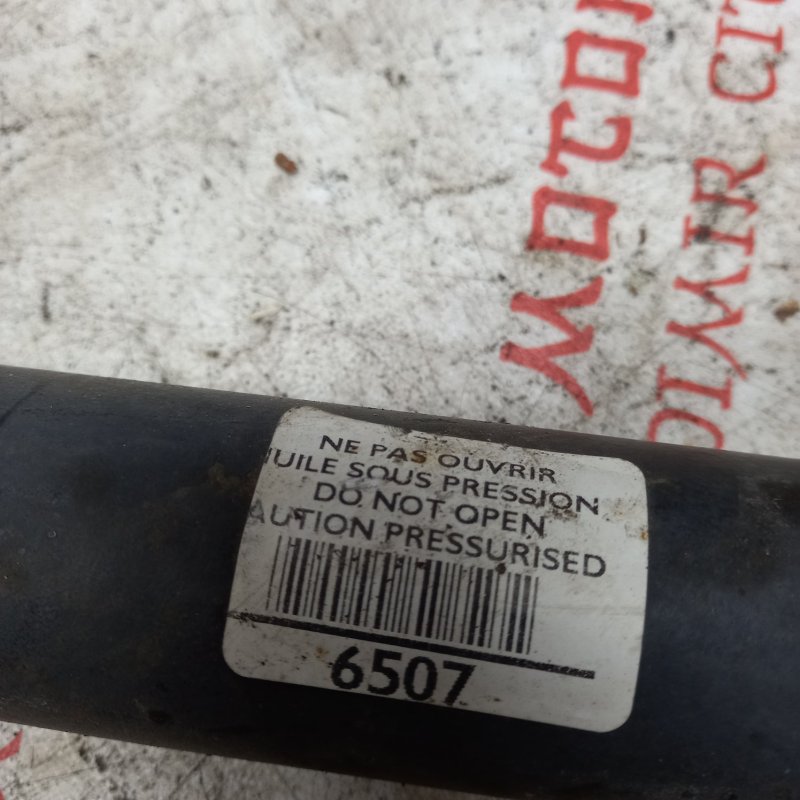 NE PAS OUVRIR
UILE SOUS PRESSION
DO NOT OPEN
AUTION PRESSURISED
6507